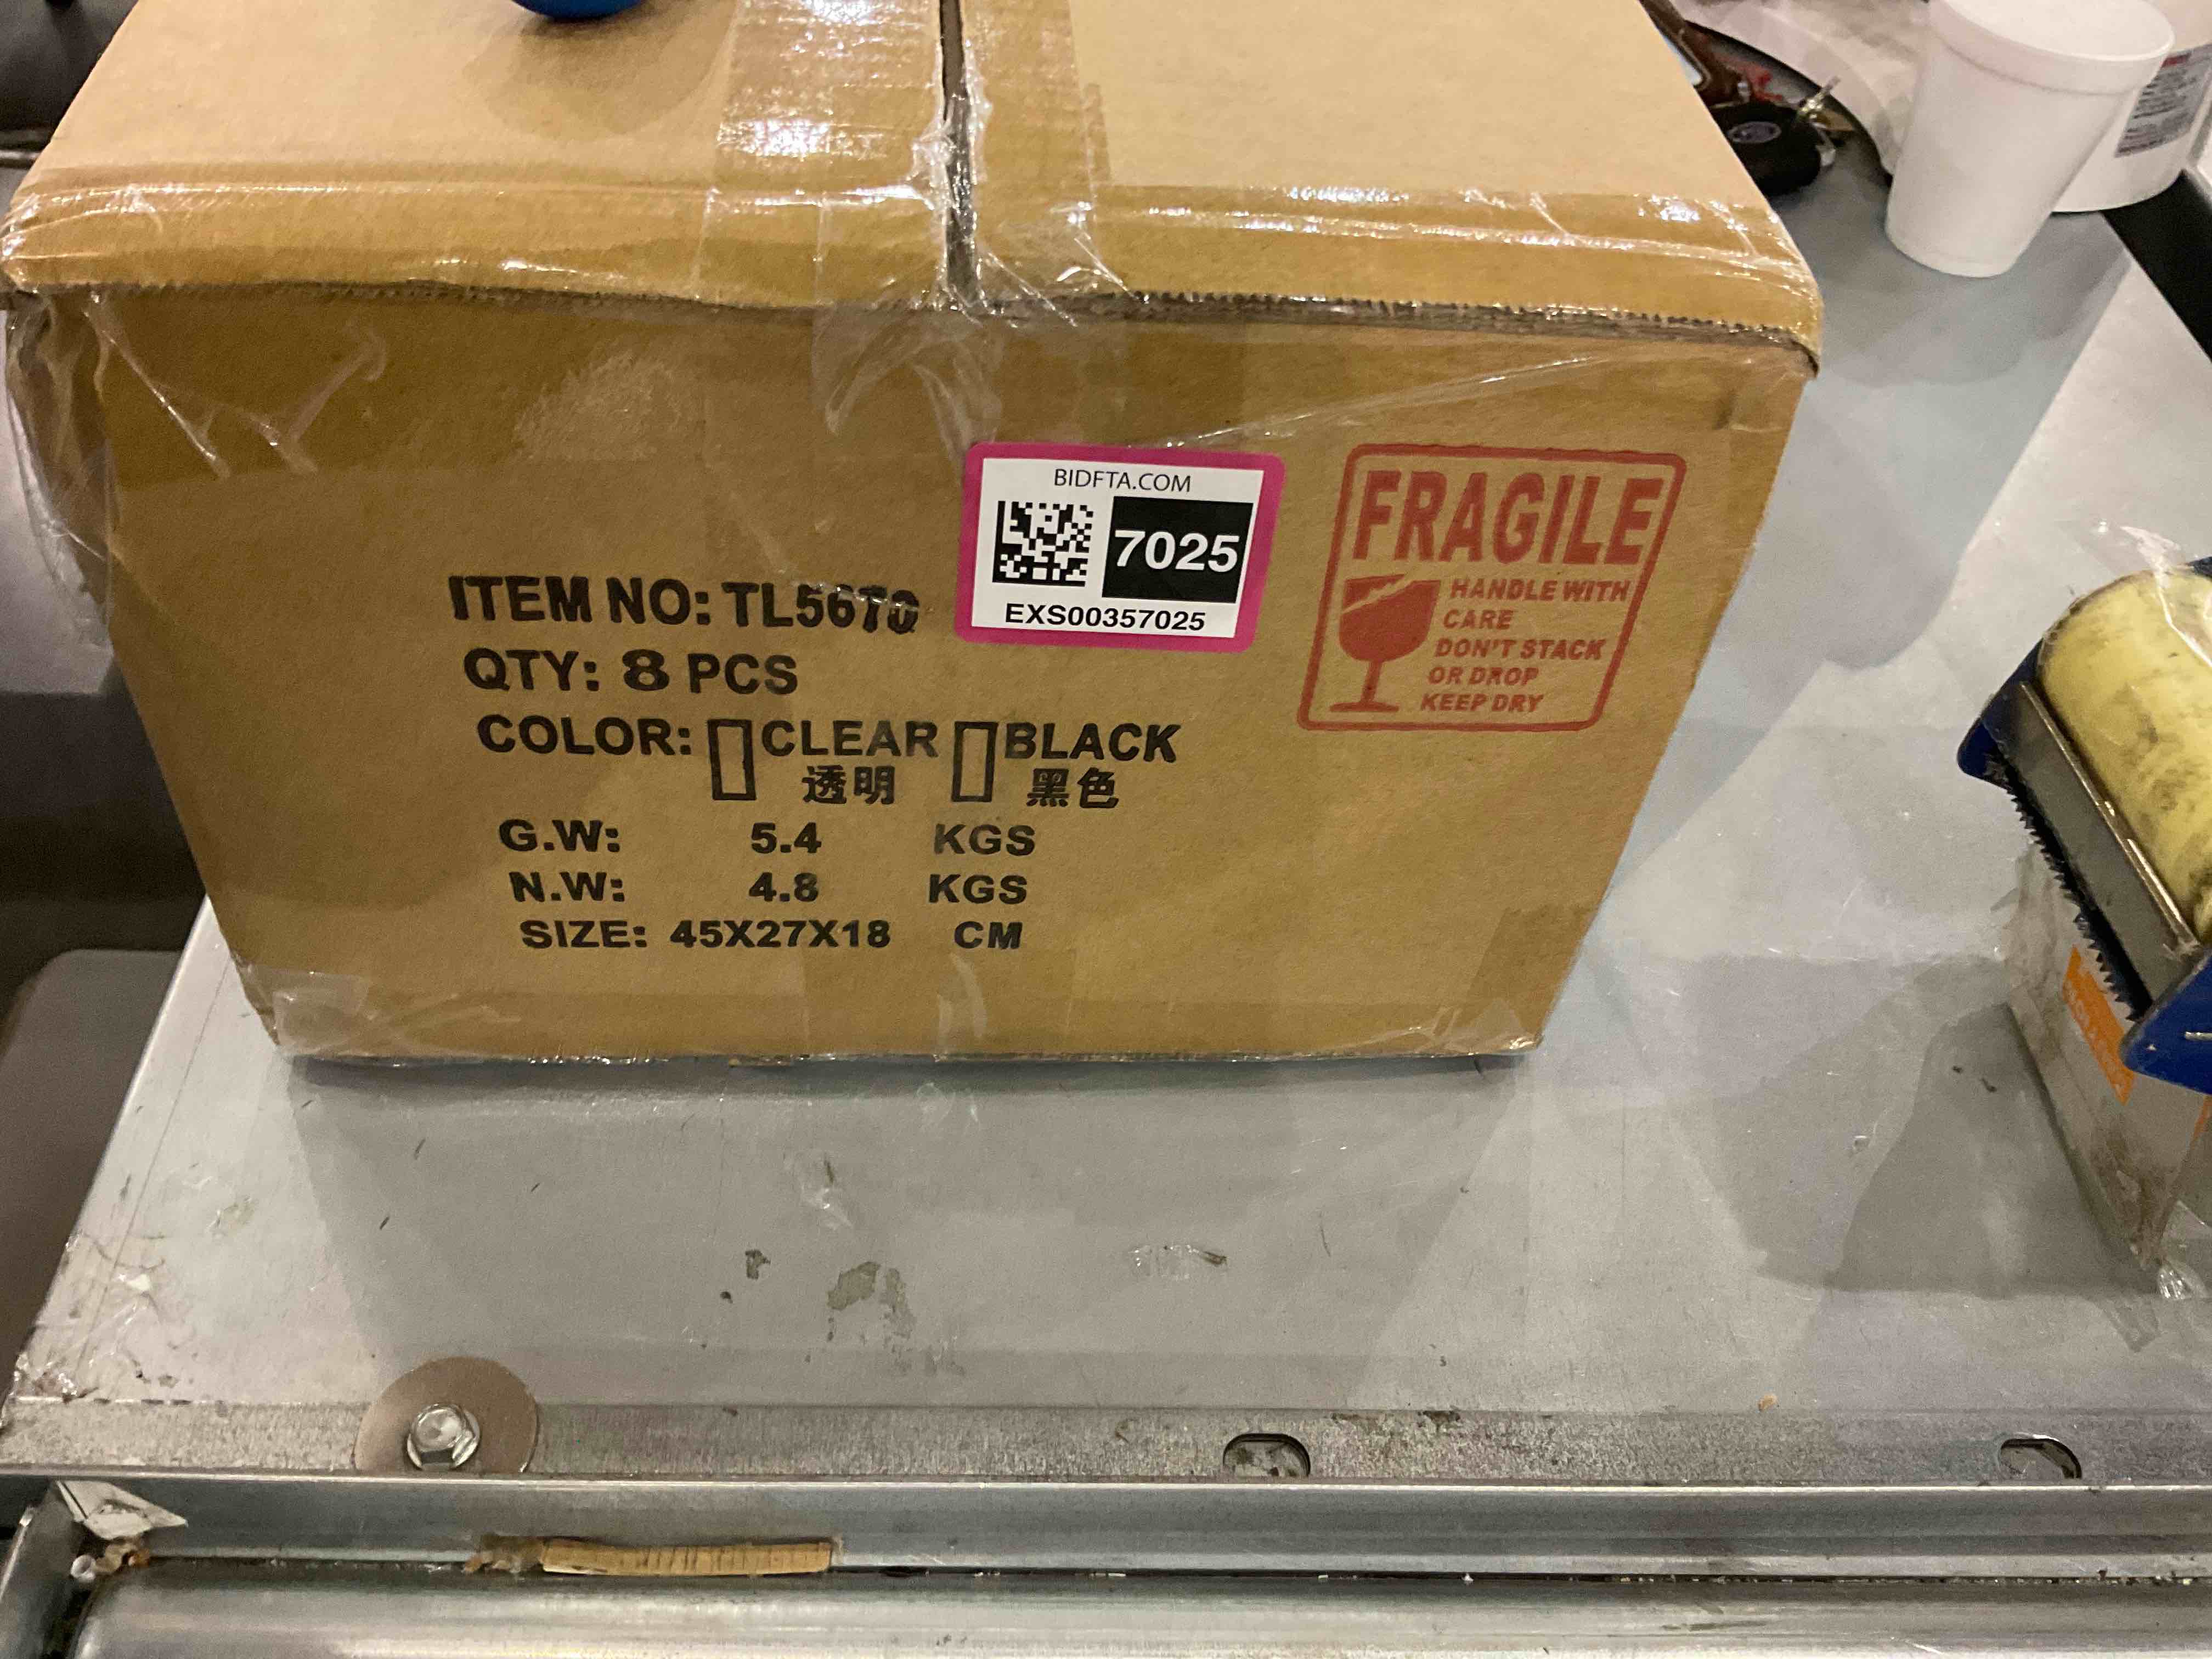 BIDFTA.COM
7025
EXS00357025
FRAGILE
HANDLE WITH
CARE
DON'T STACK
OR DROP
KEEP DRY
ITEM NO: TL5670
QTY: 8 PCS
COLOR: CLEAR BLACK
透明 黑色
G.W: 5.4 KGS
N.W: 4.8 KGS
SIZE: 45X27X18 CM